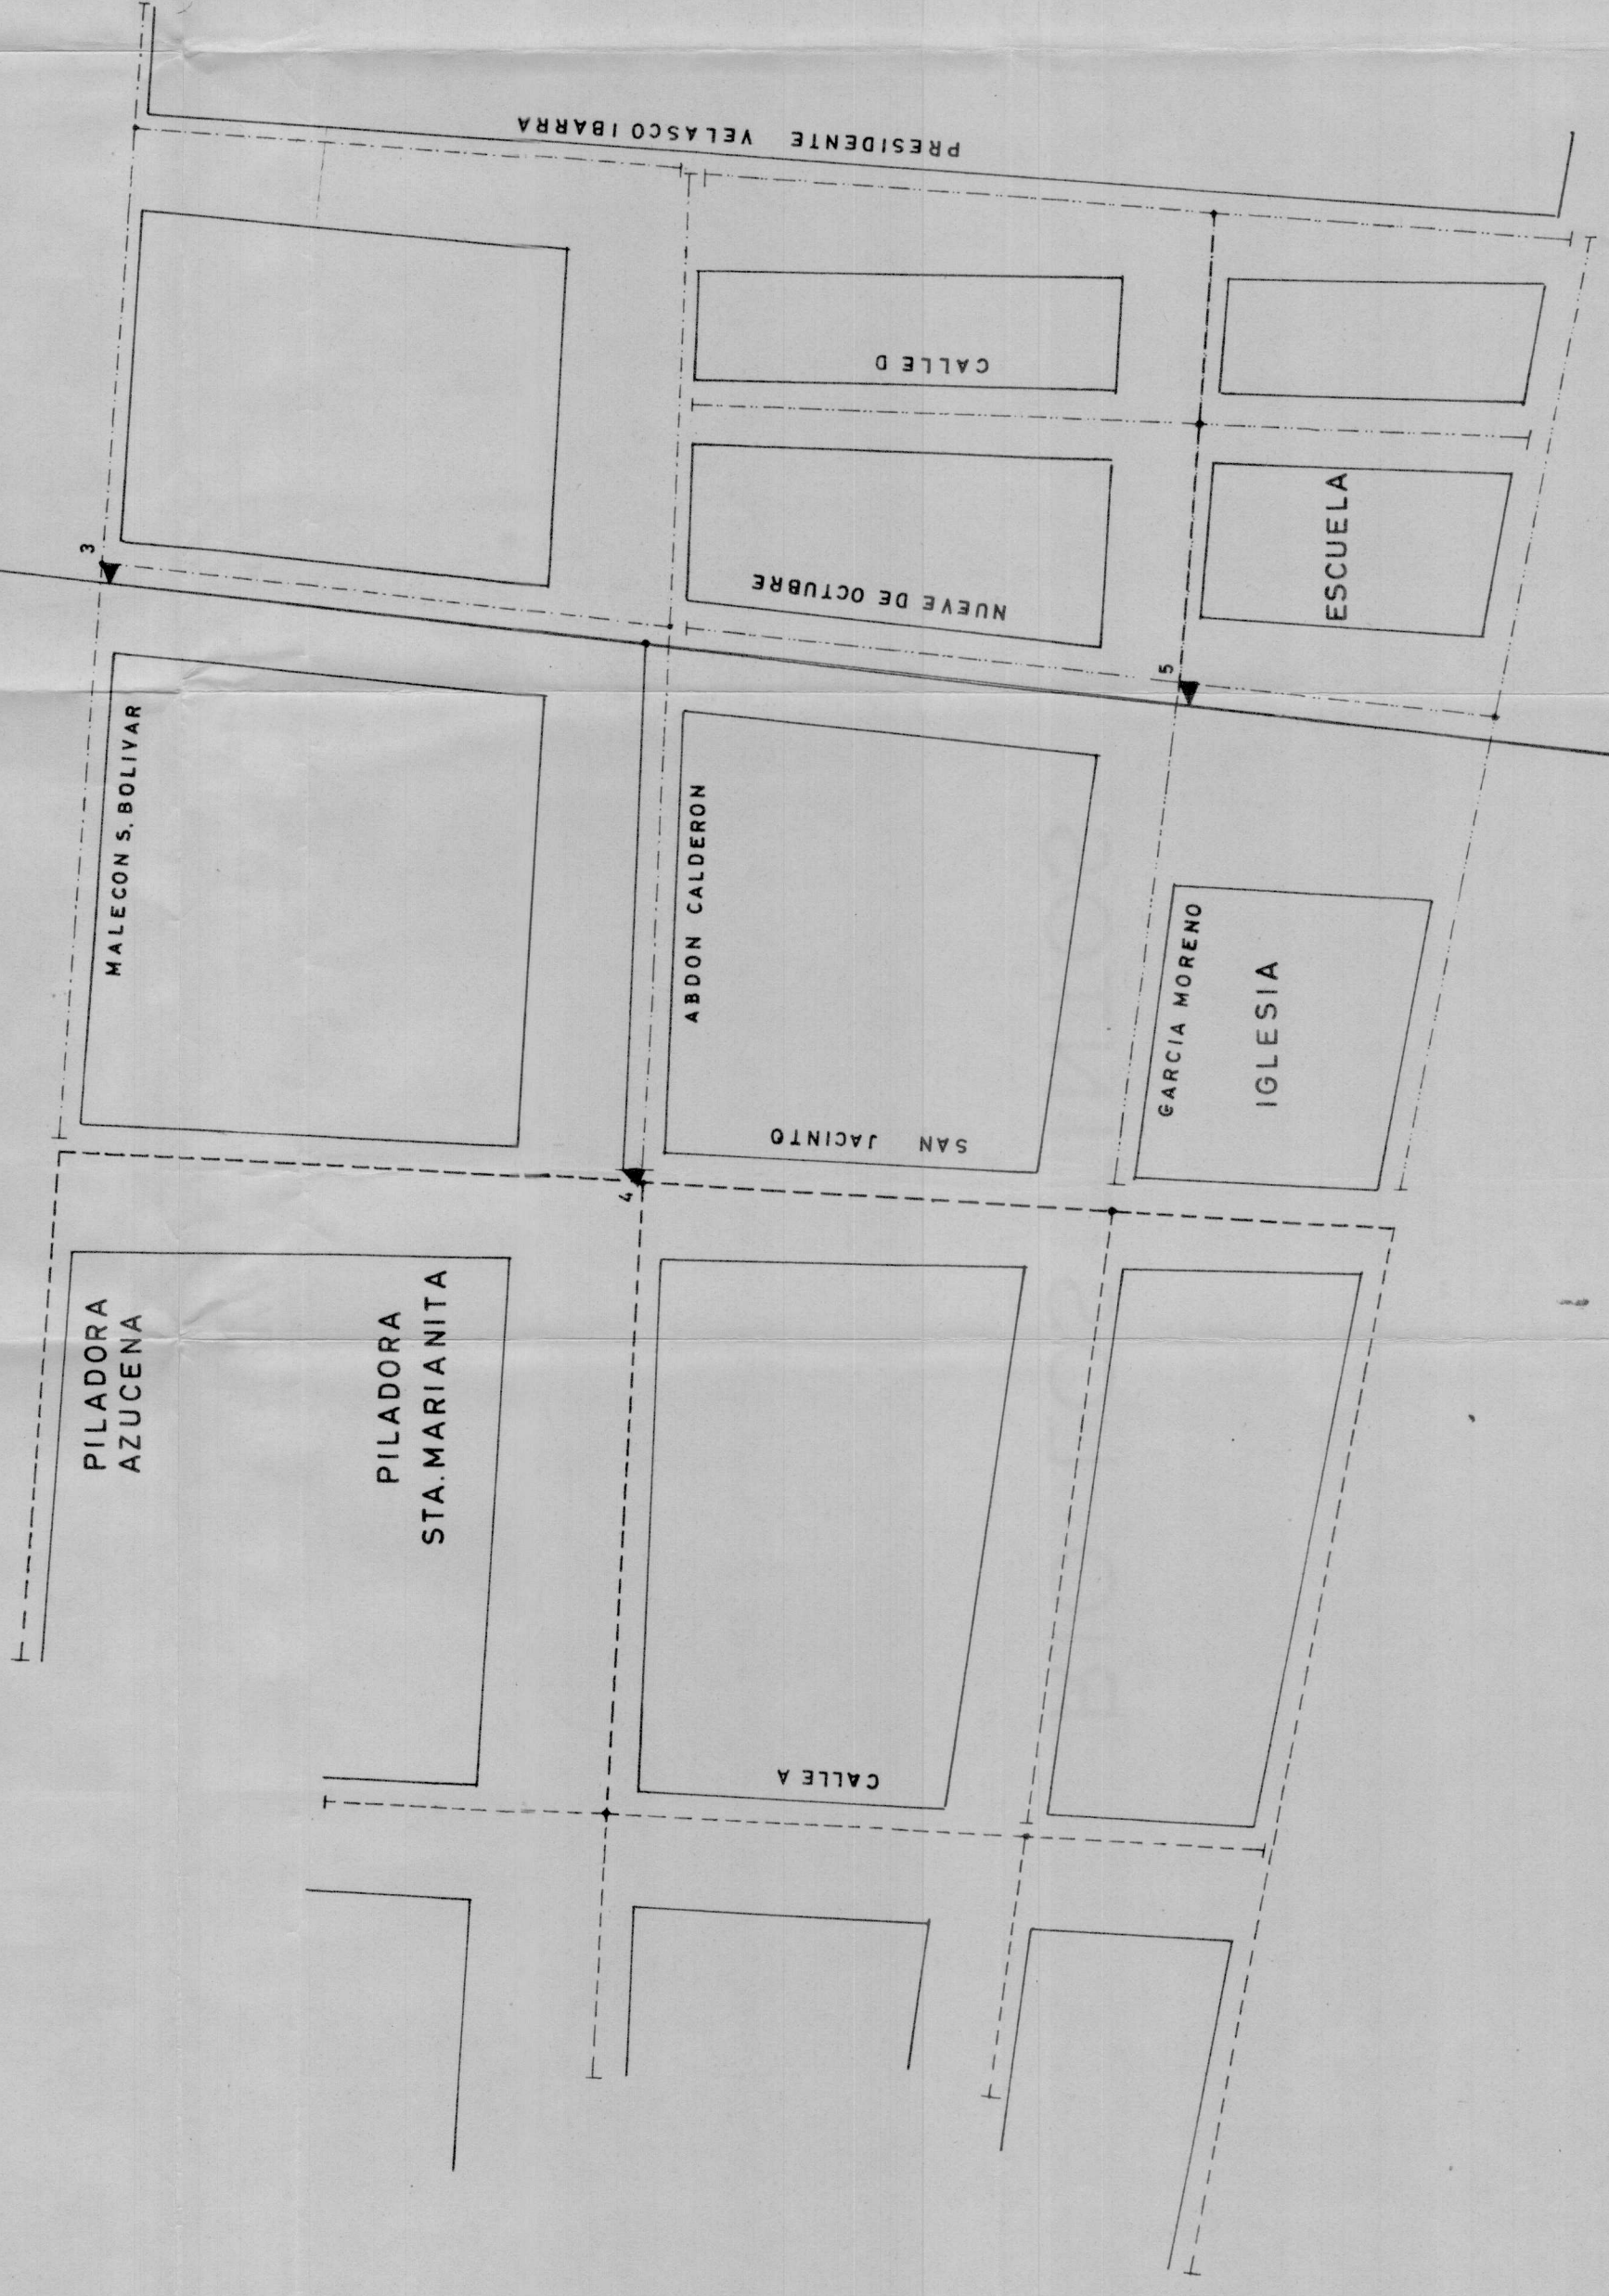 PRESIDENTE VELASCO IBARRA
CALLE D
NUEVE DE OCTUBRE
ESCUELA
3
5
MALECON S. BOLIVAR
ABDON CALDERON
GARCIA MORENO
IGLESIA
SAN JACINTO
4
PILADORA
AZUCENA
PILADORA
STA. MARIANITA
CALLE A